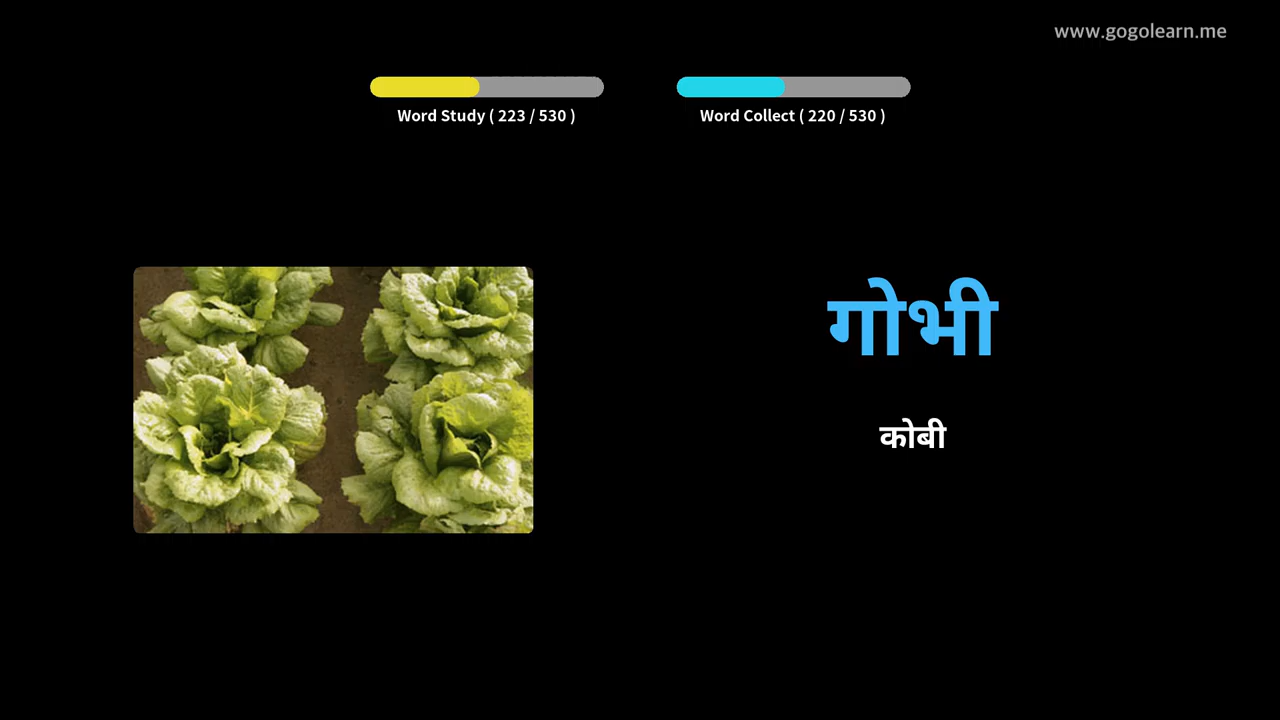 www.gogolearn.me
Word Study ( 223 / 530 )
Word Collect ( 220 / 530 )
गोभी
कोबी